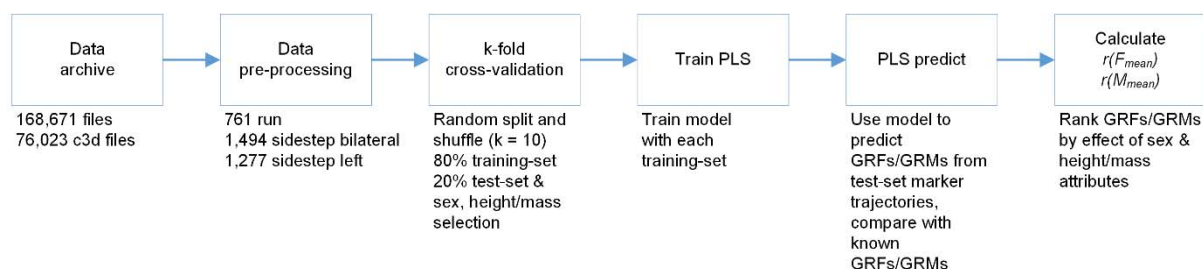 Data
archive
168,671 files
76,023 c3d files
Data
pre-processing
761 run
1,494 sidestep bilateral
1,277 sidestep left
k-fold
cross-validation
Random split and
shuffle (k = 10)
80% training-set
20% test-set &
sex, height/mass
selection
Train PLS
Train model
with each
training-set
PLS predict
Use model to
predict
GRFs/GRMs from
test-set marker
trajectories,
compare with
known
GRFs/GRMs
Calculate
r(Fmean)
r(Mmean)
Rank GRFs/GRMs
by effect of sex &
height/mass
attributes